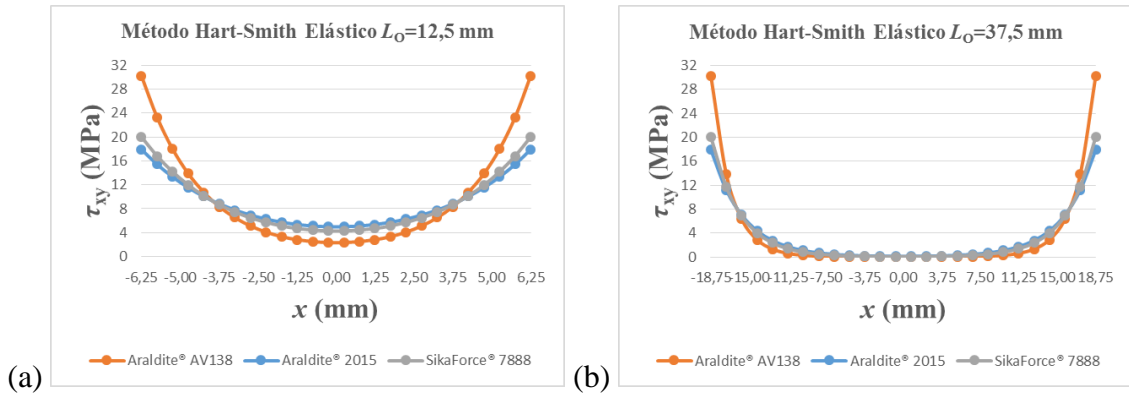 Método Hart-Smith Elástico LO=12,5 mm
32
28
24
20
16
12
8
4
0
τxy (MPa)
-6,25 -5,00 -3,75 -2,50 -1,25 0,00 1,25 2,50 3,75 5,00 6,25
x (mm)
Araldite® AV138 Araldite® 2015 SikaForce® 7888
(a)
Método Hart-Smith Elástico LO=37,5 mm
32
28
24
20
16
12
8
4
0
τxy (MPa)
-18,75 -15,00 -11,25 -7,50 -3,75 0,00 3,75 7,50 11,25 15,00 18,75
x (mm)
Araldite® AV138 Araldite® 2015 SikaForce® 7888
(b)